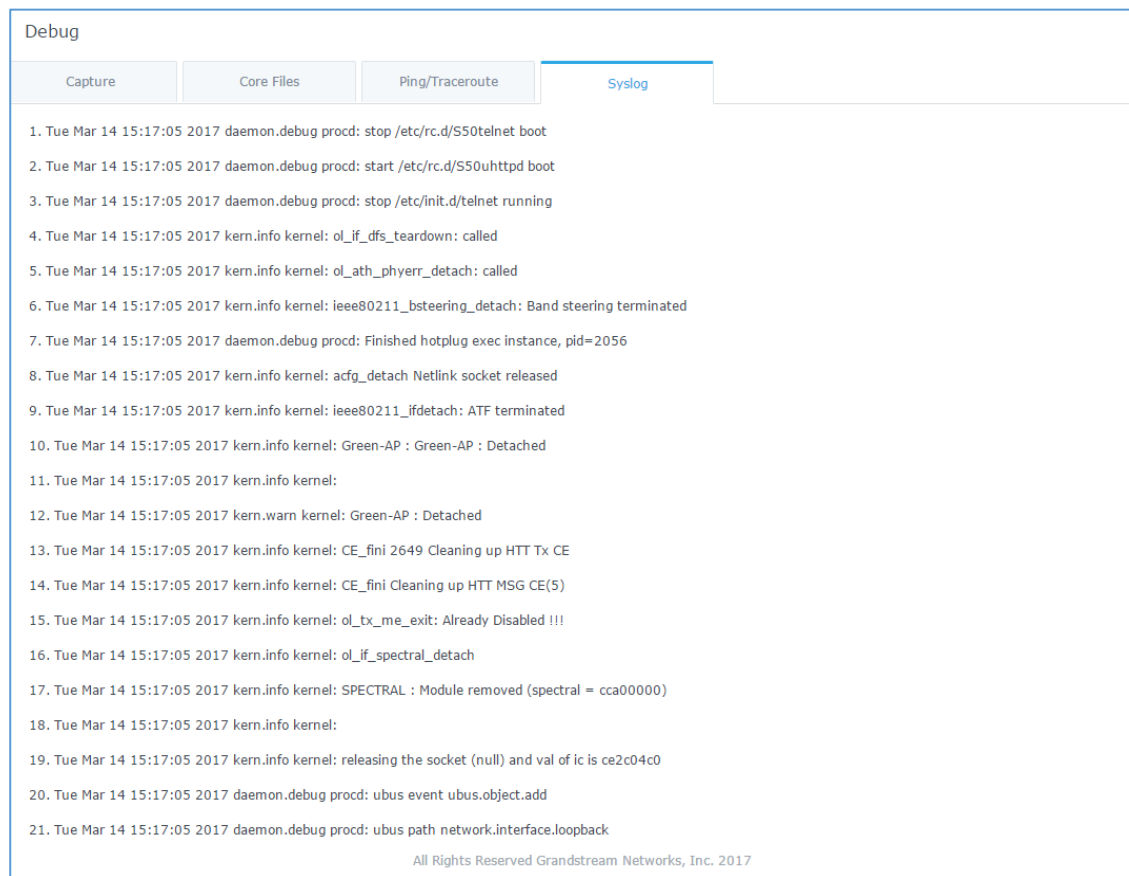 Debug
Capture
Core Files
Ping/Traceroute
Syslog
1. Tue Mar 14 15:17:05 2017 daemon.debug procd: stop /etc/rc.d/S50telnet boot
2. Tue Mar 14 15:17:05 2017 daemon.debug procd: start /etc/rc.d/S50uhttpd boot
3. Tue Mar 14 15:17:05 2017 daemon.debug procd: stop /etc/init.d/telnet running
4. Tue Mar 14 15:17:05 2017 kern.info kernel: ol_if_dfs_teardown: called
5. Tue Mar 14 15:17:05 2017 kern.info kernel: ol_ath_phyerr_detach: called
6. Tue Mar 14 15:17:05 2017 kern.info kernel: ieee80211_bsteering_detach: Band steering terminated
7. Tue Mar 14 15:17:05 2017 daemon.debug procd: Finished hotplug exec instance, pid=2056
8. Tue Mar 14 15:17:05 2017 kern.info kernel: acfg_detach Netlink socket released
9. Tue Mar 14 15:17:05 2017 kern.info kernel: ieee80211_ifdetach: ATF terminated
10. Tue Mar 14 15:17:05 2017 kern.info kernel: Green-AP : Green-AP : Detached
11. Tue Mar 14 15:17:05 2017 kern.info kernel:
12. Tue Mar 14 15:17:05 2017 kern.warn kernel: Green-AP : Detached
13. Tue Mar 14 15:17:05 2017 kern.info kernel: CE_fini 2649 Cleaning up HTT Tx CE
14. Tue Mar 14 15:17:05 2017 kern.info kernel: CE_fini Cleaning up HTT MSG CE(5)
15. Tue Mar 14 15:17:05 2017 kern.info kernel: ol_tx_me_exit: Already Disabled !!!
16. Tue Mar 14 15:17:05 2017 kern.info kernel: ol_if_spectral_detach
17. Tue Mar 14 15:17:05 2017 kern.info kernel: SPECTRAL : Module removed (spectral = cca00000)
18. Tue Mar 14 15:17:05 2017 kern.info kernel:
19. Tue Mar 14 15:17:05 2017 kern.info kernel: releasing the socket (null) and val of ic is ce2c04c0
20. Tue Mar 14 15:17:05 2017 daemon.debug procd: ubus event ubus.object.add
21. Tue Mar 14 15:17:05 2017 daemon.debug procd: ubus path network.interface.loopback
All Rights Reserved Grandstream Networks, Inc. 2017